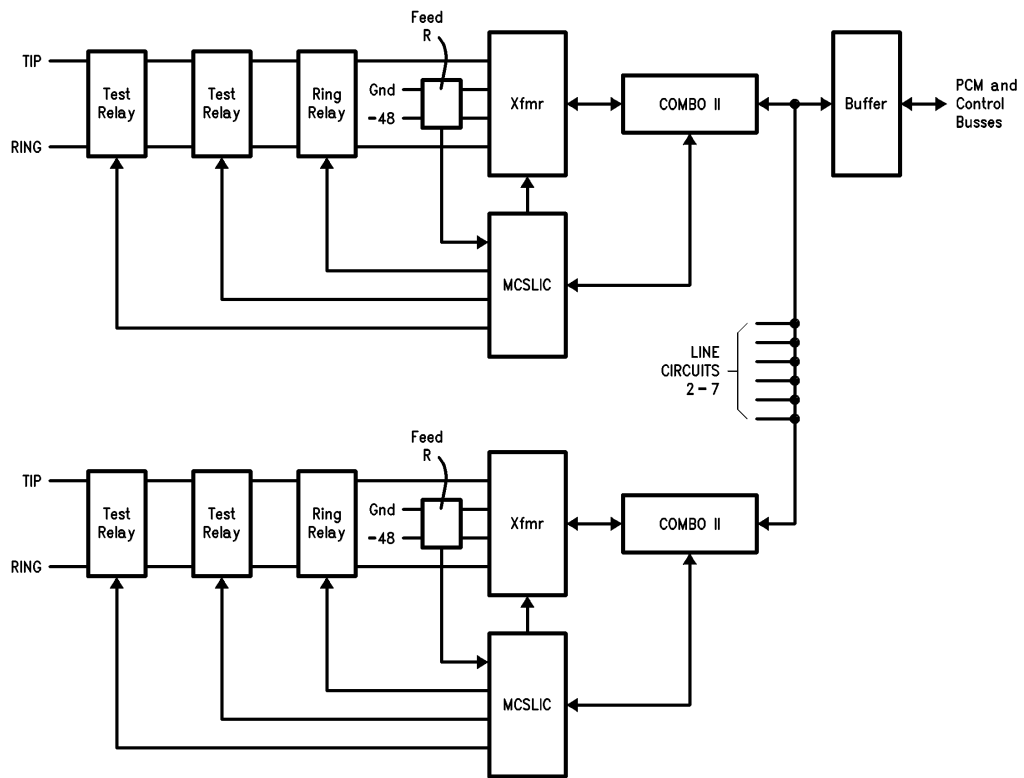 Feed
R
TIP
Test
Relay
Test
Relay
Ring
Relay
Gnd
-48
Xfmr
COMBO II
Buffer
PCM and
Control
Busses
RING
MCSLIC
LINE
CIRCUITS
2 - 7
Feed
R
TIP
Test
Relay
Test
Relay
Ring
Relay
Gnd
-48
Xfmr
COMBO II
RING
MCSLIC